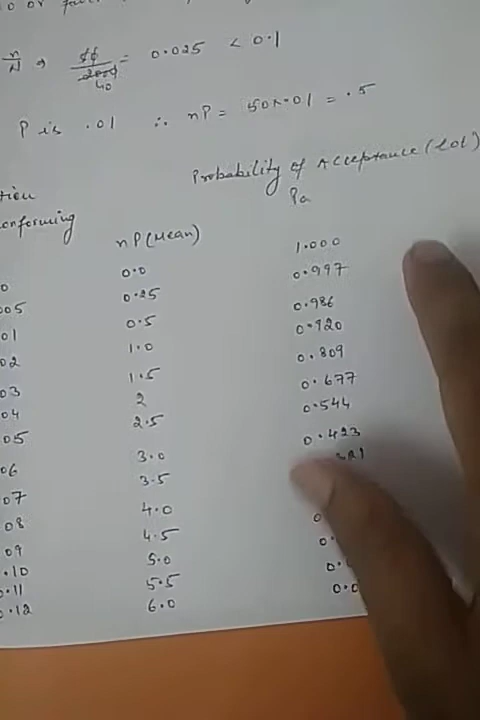 n/N → 50/2000 40 = 0.025 < 0.1
P is .01 ∴ nP = 50×.01 = .5
Probability of Acceptance (Lot)
Pa
nP (Mean)
0 0.0 1.000
005 0.25 0.997
01 0.5 0.986
02 1.0 0.920
03 1.5 0.809
04 2 0.677
05 2.5 0.544
06 3.0 0.423
07 3.5
08 4.0
09 4.5
.10 5.0
0.11 5.5
0.12 6.0